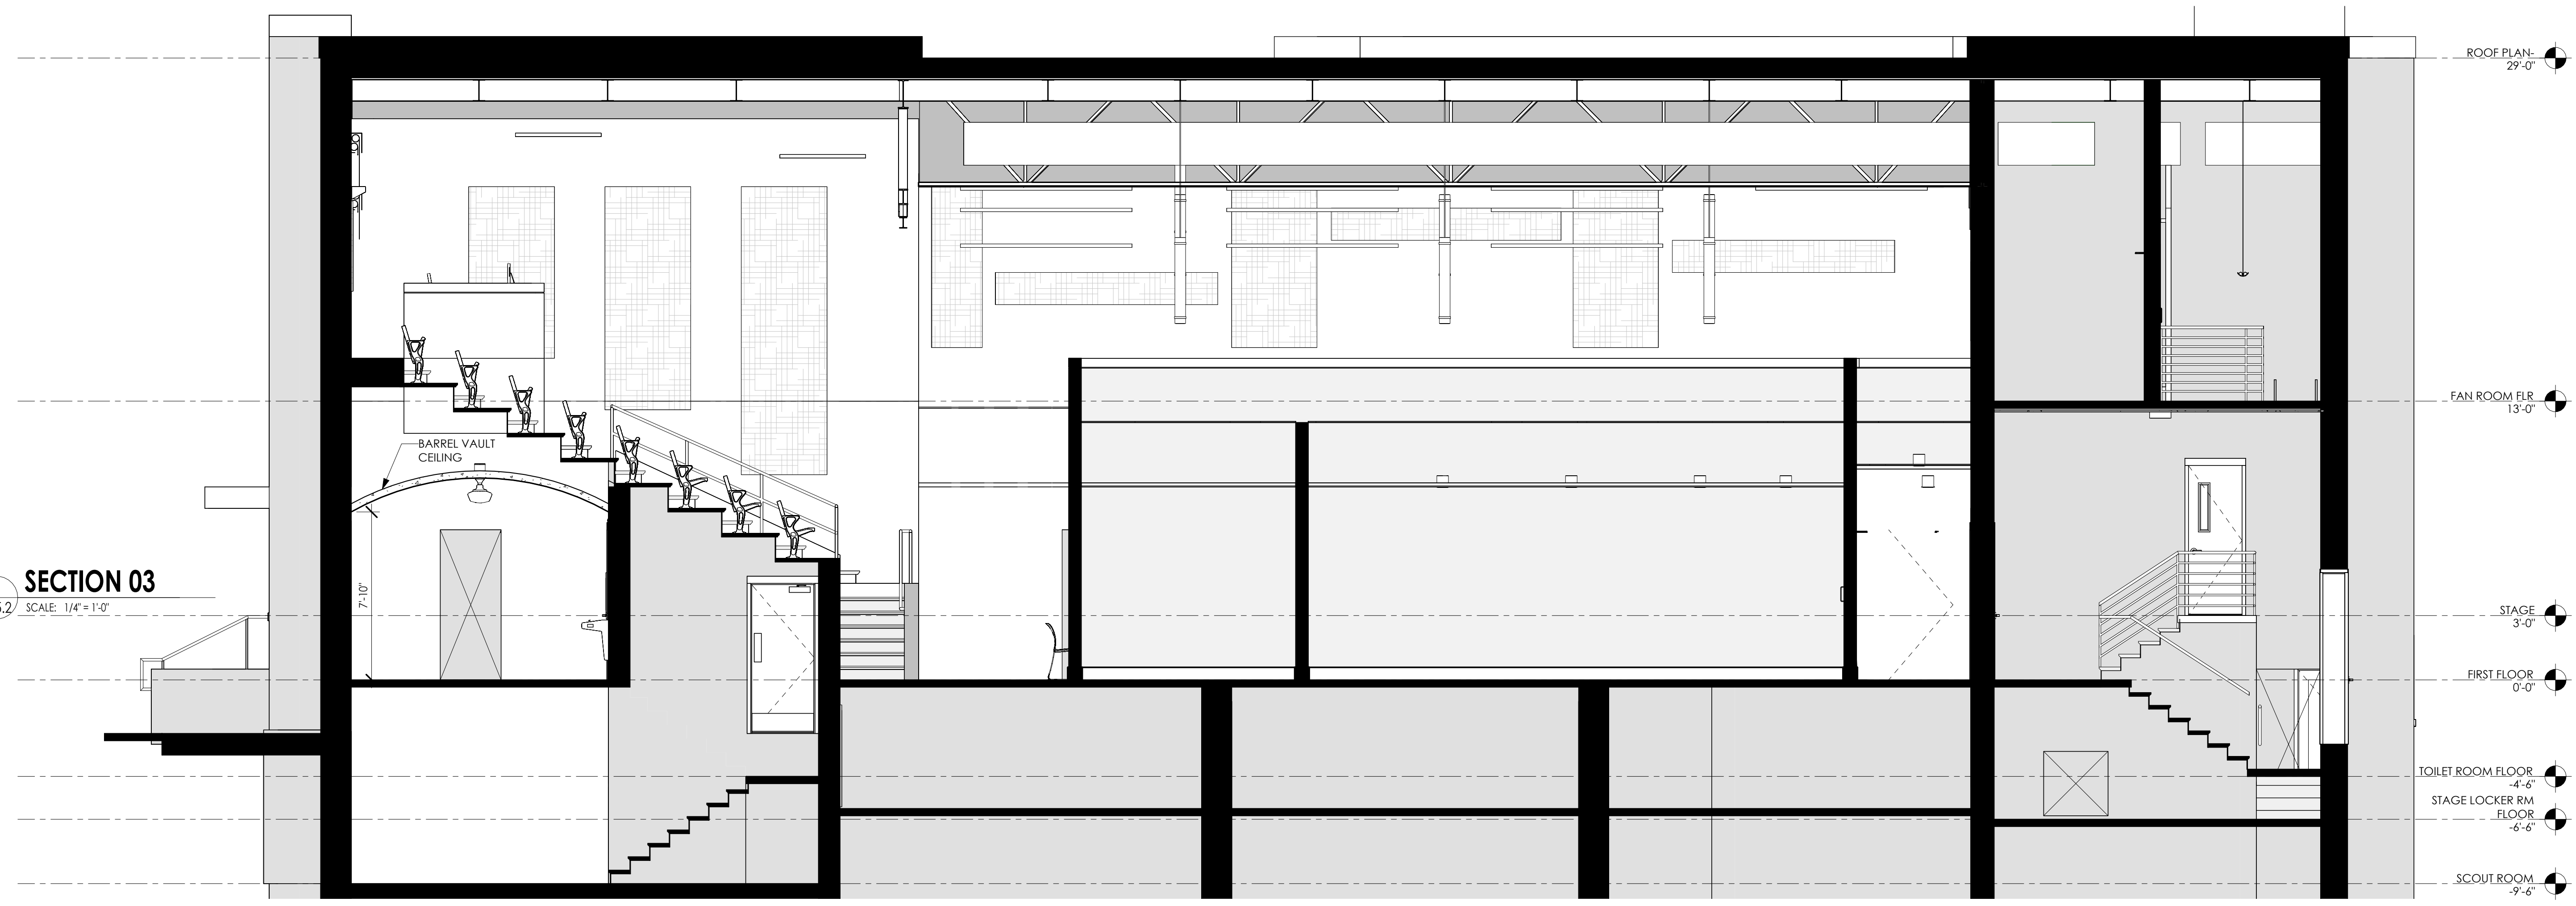 ROOF PLAN-
29'-0"
FAN ROOM FLR
13'-0"
BARREL VAULT
CEILING
7'-10"
SECTION 03
SCALE: 1/4" = 1'-0"
STAGE
3'-0"
FIRST FLOOR
0'-0"
TOILET ROOM FLOOR
-4'-6"
STAGE LOCKER RM
FLOOR
-6'-6"
SCOUT ROOM
-9'-6"